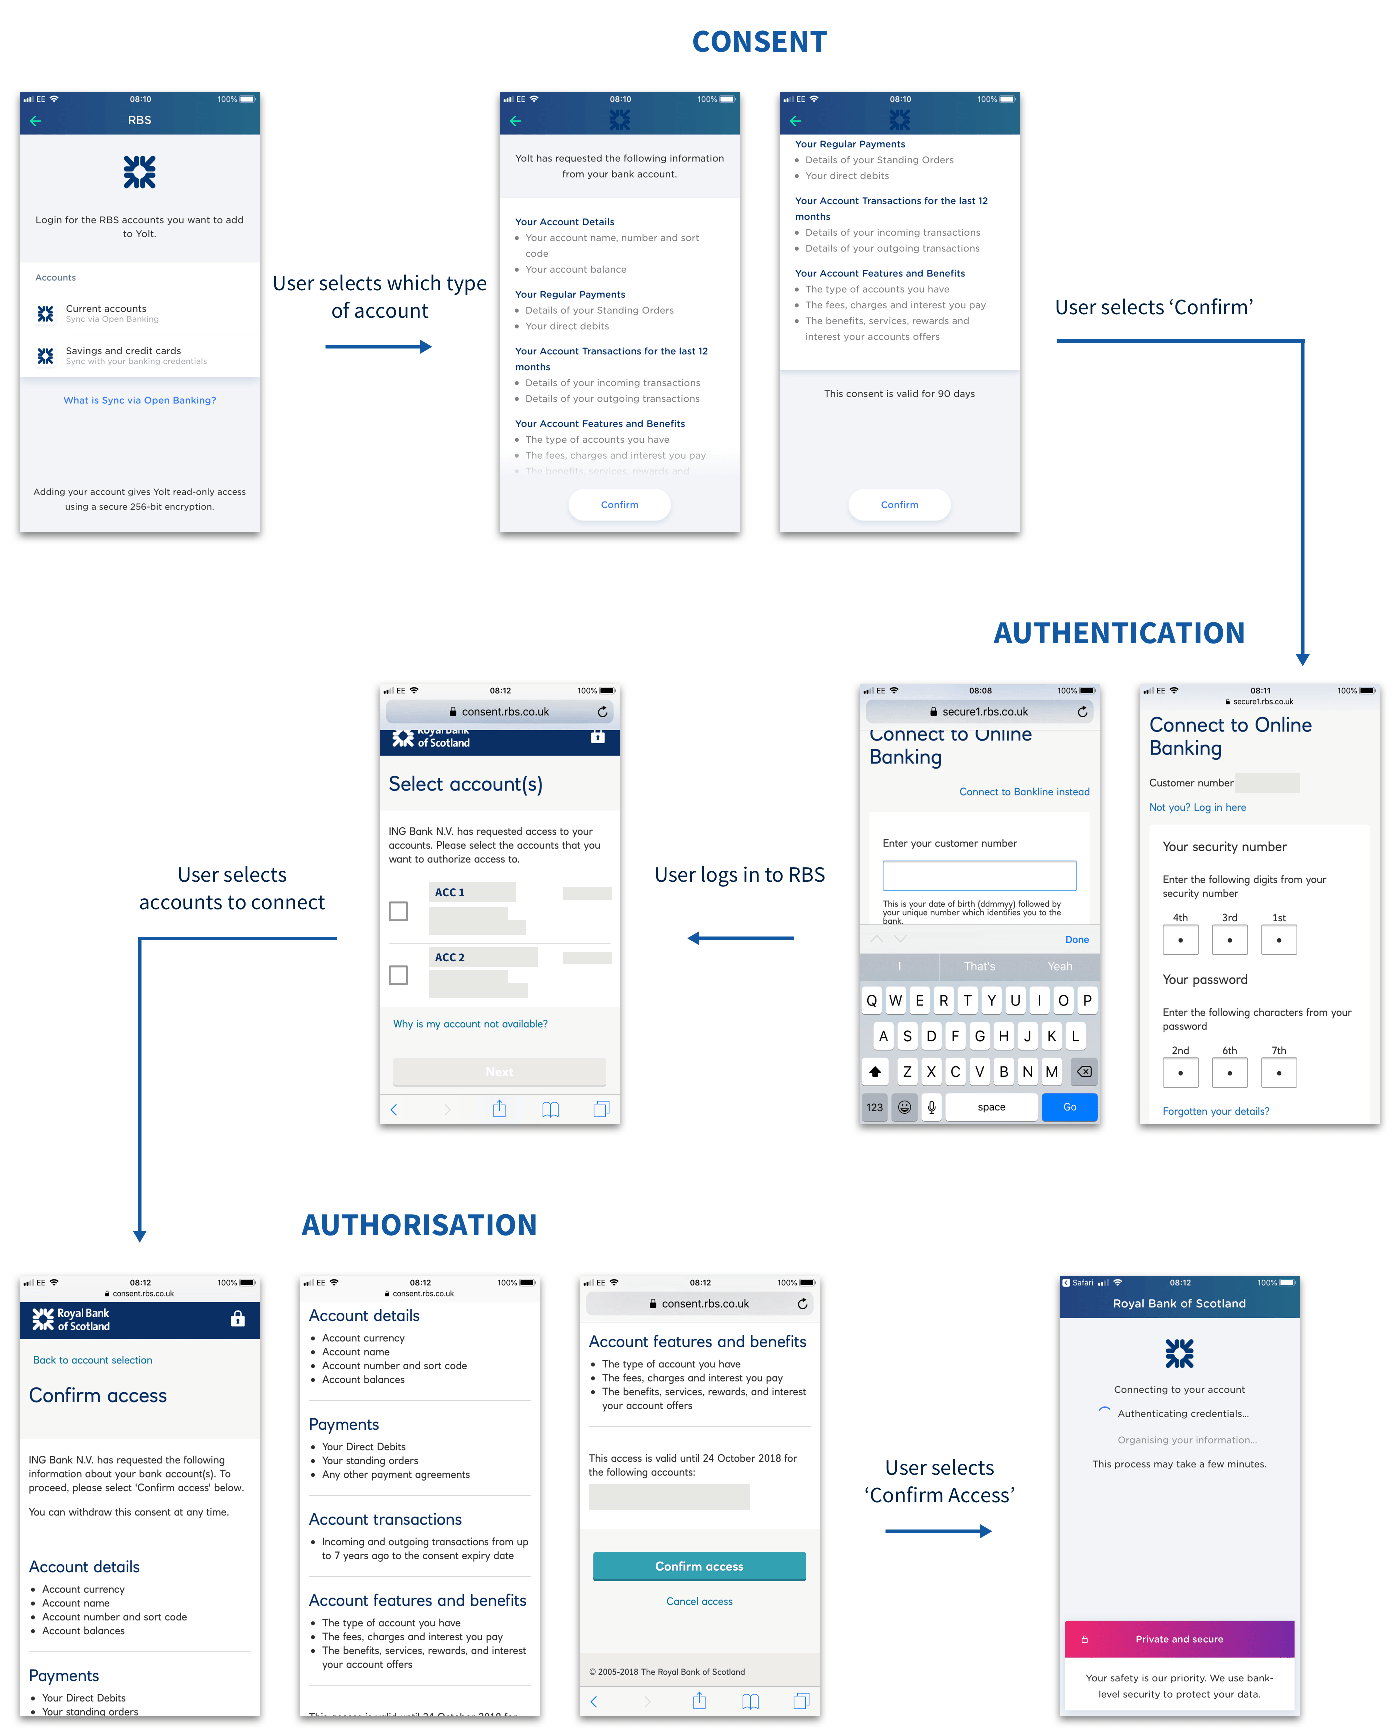 CONSENT
EE 08:10 100%
RBS
Login for the RBS accounts you want to add
to Yolt.
Accounts
Current accounts
Sync via Open Banking
Savings and credit cards
Sync with your banking credentials
What is Sync via Open Banking?
Adding your account gives Yolt read-only access
using a secure 256-bit encryption.
User selects which type
of account
EE 08:10 100%
Yolt has requested the following information
from your bank account.
Your Account Details
• Your account name, number and sort
code
• Your account balance
Your Regular Payments
• Details of your Standing Orders
• Your direct debits
Your Account Transactions for the last 12
months
• Details of your incoming transactions
• Details of your outgoing transactions
Your Account Features and Benefits
• The type of accounts you have
• The fees, charges and interest you pay
• The benefits, services, rewards and
Confirm
EE 08:10 100%
Your Regular Payments
• Details of your Standing Orders
• Your direct debits
Your Account Transactions for the last 12
months
• Details of your incoming transactions
• Details of your outgoing transactions
Your Account Features and Benefits
• The type of accounts you have
• The fees, charges and interest you pay
• The benefits, services, rewards and
interest your accounts offers
This consent is valid for 90 days
Confirm
User selects ‘Confirm’
AUTHENTICATION
EE 08:11 100%
secure1.rbs.co.uk
Connect to Online
Banking
Customer number
Not you? Log in here
Your security number
Enter the following digits from your
security number
4th 3rd 1st
Your password
Enter the following characters from your
password
2nd 6th 7th
Forgotten your details?
EE 08:08 100%
secure1.rbs.co.uk
Connect to Online
Banking
Connect to Bankline instead
Enter your customer number
This is your date of birth (ddmmyy) followed by
your unique number which identifies you to the
bank.
Done
I That's Yeah
Q W E R T Y U I O P
A S D F G H J K L
Z X C V B N M
123 space Go
User logs in to RBS
EE 08:12 100%
consent.rbs.co.uk
Royal Bank
of Scotland
Select account(s)
ING Bank N.V. has requested access to your
accounts. Please select the accounts that you
want to authorize access to.
ACC 1
ACC 2
Why is my account not available?
Next
User selects
accounts to connect
AUTHORISATION
EE 08:12 100%
consent.rbs.co.uk
Royal Bank
of Scotland
Back to account selection
Confirm access
ING Bank N.V. has requested the following
information about your bank account(s). To
proceed, please select 'Confirm access' below.
You can withdraw this consent at any time.
Account details
• Account currency
• Account name
• Account number and sort code
• Account balances
Payments
• Your Direct Debits
• Your standing orders
EE 08:12 100%
consent.rbs.co.uk
Account details
• Account currency
• Account name
• Account number and sort code
• Account balances
Payments
• Your Direct Debits
• Your standing orders
• Any other payment agreements
Account transactions
• Incoming and outgoing transactions from up
to 7 years ago to the consent expiry date
Account features and benefits
• The type of account you have
• The fees, charges and interest you pay
• The benefits, services, rewards, and interest
your account offers
This access is valid until 24 October 2018 for
EE 08:12 100%
consent.rbs.co.uk
Account features and benefits
• The type of account you have
• The fees, charges and interest you pay
• The benefits, services, rewards, and interest
your account offers
This access is valid until 24 October 2018 for
the following accounts:
Confirm access
Cancel access
© 2005-2018 The Royal Bank of Scotland
User selects
‘Confirm Access’
Safari 08:12 100%
Royal Bank of Scotland
Connecting to your account
Authenticating credentials...
Organising your information...
This process may take a few minutes.
Private and secure
Your safety is our priority. We use bank-
level security to protect your data.